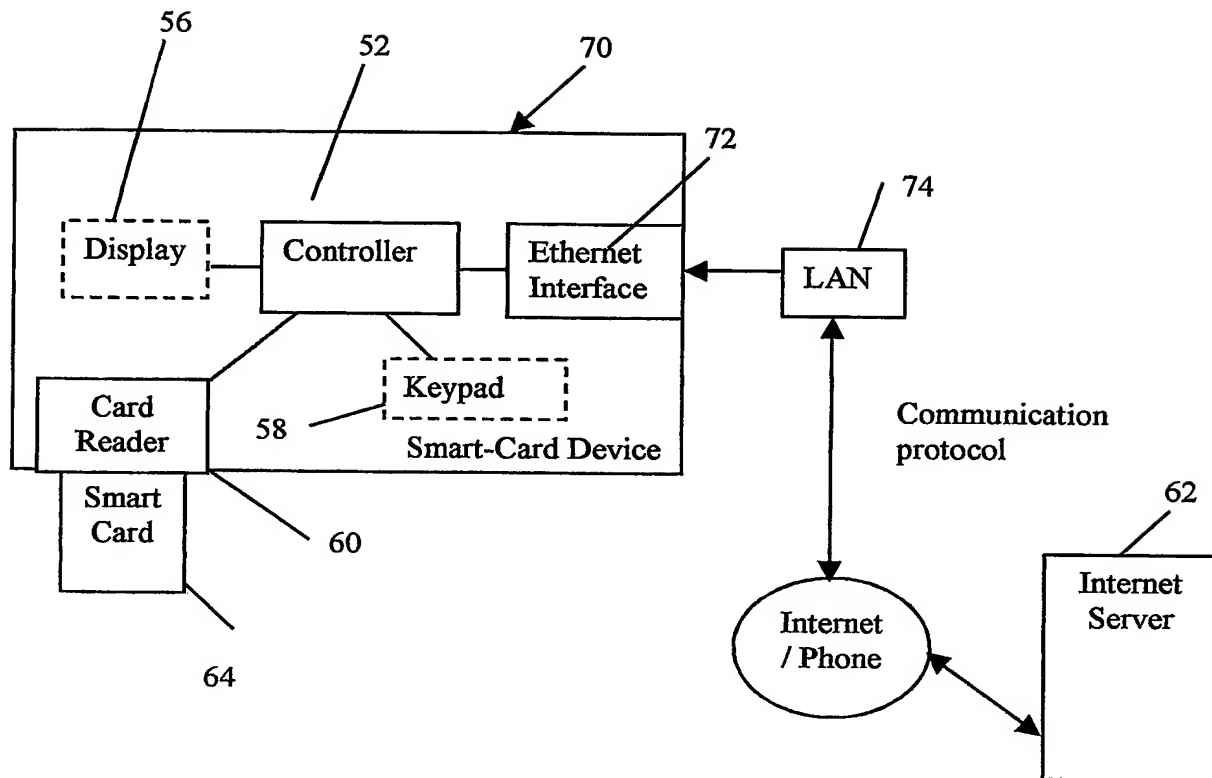 56
52
70
72
74
Display
Controller
Ethernet
Interface
LAN
Keypad
58
Card
Reader
Smart-Card Device
Communication
protocol
Smart
Card
60
64
62
Internet
/ Phone
Internet
Server